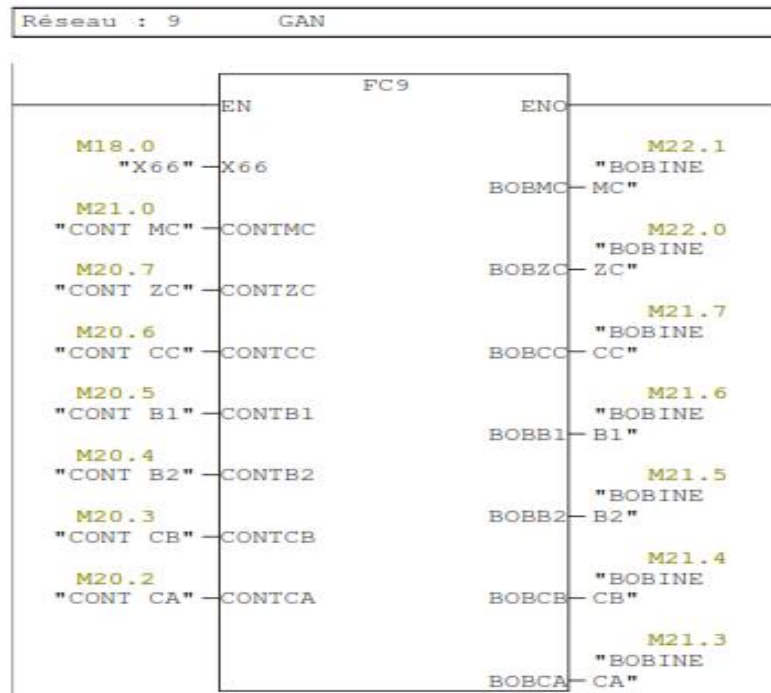 Réseau : 9 GAN
FC9
EN ENO
M18.0
"X66" X66
M22.1
"BOBINE
BOBMC MC"
M21.0
"CONT MC" CONTMC
M22.0
"BOBINE
BOBZC ZC"
M20.7
"CONT ZC" CONTZC
M21.7
"BOBINE
BOBCC CC"
M20.6
"CONT CC" CONTCC
M21.6
"BOBINE
BOBB1 B1"
M20.5
"CONT B1" CONTB1
M20.4
"CONT B2" CONTB2
M21.5
"BOBINE
BOBB2 B2"
M20.3
"CONT CB" CONTCB
M21.4
"BOBINE
BOBCB CB"
M20.2
"CONT CA" CONTCA
M21.3
"BOBINE
BOBCA CA"